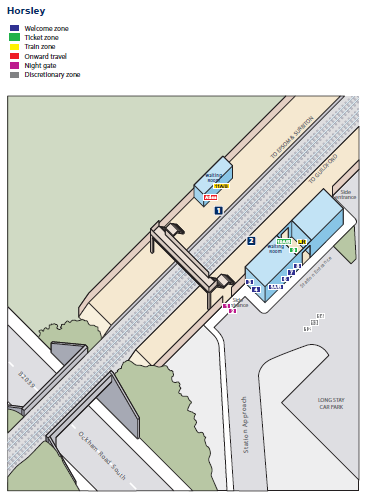 Horsley
Welcome zone
Ticket zone
Train zone
Onward travel
Night gate
Discretionary zone
TO EPSOM & SURBITON
TO GUILDFORD
Waiting
room
1
Side
entrance
2
Waiting
room
Station Entrance
Side
entrance
B2039
Ockham Road South
Station Approach
LONG STAY
CAR PARK